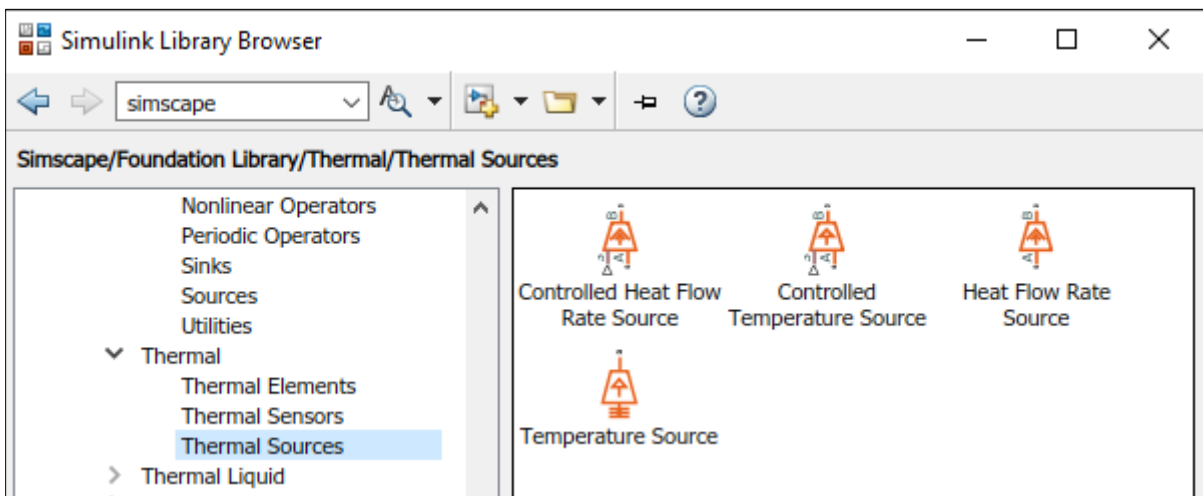 Simulink Library Browser
simscape
Simscape/Foundation Library/Thermal/Thermal Sources
Nonlinear Operators
Periodic Operators
Sinks
Sources
Utilities
Thermal
Thermal Elements
Thermal Sensors
Thermal Sources
Thermal Liquid
Controlled Heat Flow
Rate Source
Controlled
Temperature Source
Heat Flow Rate
Source
Temperature Source